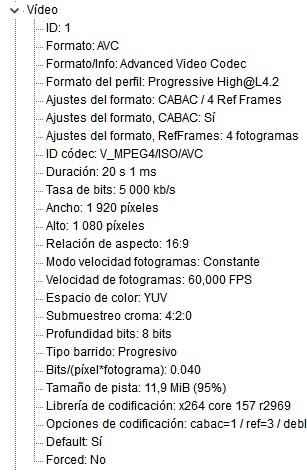 Vídeo
ID: 1
Formato: AVC
Formato/Info: Advanced Video Codec
Formato del perfil: Progressive High@L4.2
Ajustes del formato: CABAC / 4 Ref Frames
Ajustes del formato, CABAC: Sí
Ajustes del formato, RefFrames: 4 fotogramas
ID códec: V_MPEG4/ISO/AVC
Duración: 20 s 1 ms
Tasa de bits: 5 000 kb/s
Ancho: 1 920 píxeles
Alto: 1 080 píxeles
Relación de aspecto: 16:9
Modo velocidad fotogramas: Constante
Velocidad de fotogramas: 60,000 FPS
Espacio de color: YUV
Submuestreo croma: 4:2:0
Profundidad bits: 8 bits
Tipo barrido: Progresivo
Bits/(píxel*fotograma): 0.040
Tamaño de pista: 11,9 MiB (95%)
Librería de codificación: x264 core 157 r2969
Opciones de codificación: cabac=1 / ref=3 / debl
Default: Sí
Forced: No